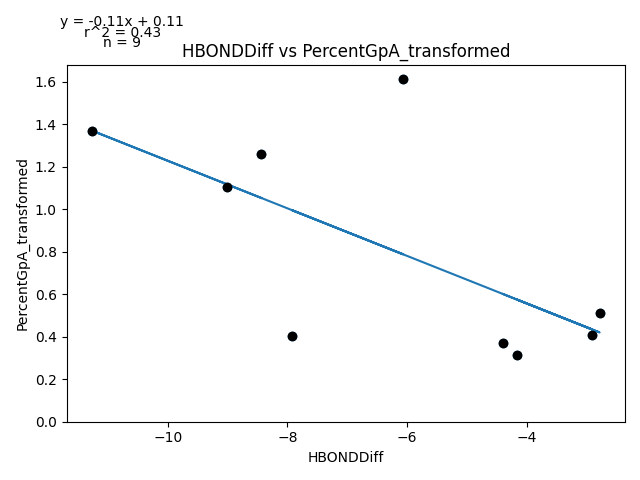 y = -0.11x + 0.11
r^2 = 0.43
n = 9
HBONDDiff vs PercentGpA_transformed
PercentGpA_transformed
1.6
1.4
1.2
1.0
0.8
0.6
0.4
0.2
0.0
−10
−8
−6
−4
HBONDDiff